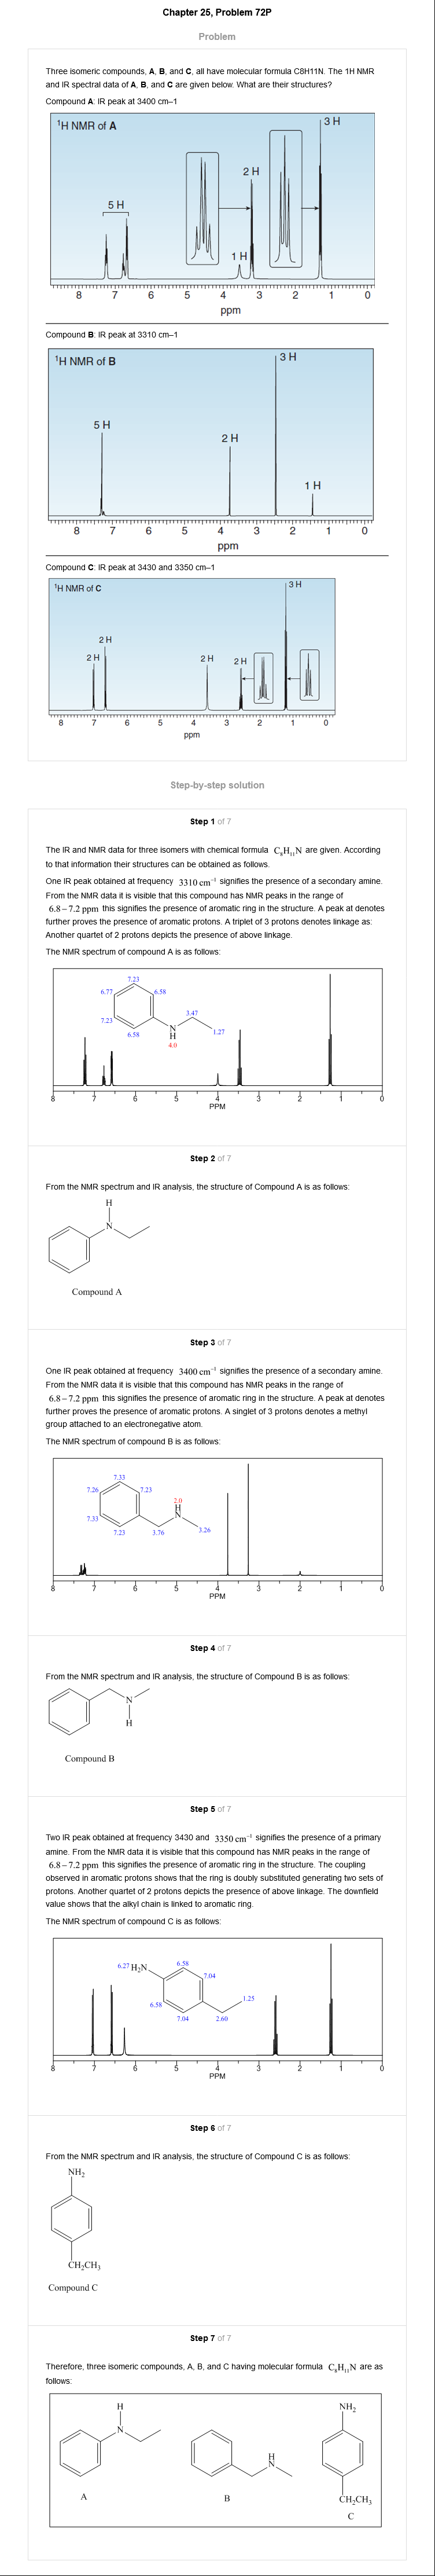 Chapter 25, Problem 72P
Problem
Three isomeric compounds, A, B, and C, all have molecular formula C8H11N. The 1H NMR
and IR spectral data of A, B, and C are given below. What are their structures?
Compound A: IR peak at 3400 cm–1
¹H NMR of A
3 H
2 H
5 H
1 H
8 7 6 5 4 3 2 1 0
ppm
Compound B: IR peak at 3310 cm–1
¹H NMR of B
3 H
5 H
2 H
1 H
8 7 6 5 4 3 2 1 0
ppm
Compound C: IR peak at 3430 and 3350 cm–1
¹H NMR of C
3 H
2 H
2 H
2 H
2 H
8 7 6 5 4 3 2 1 0
ppm
Step-by-step solution
Step 1 of 7
The IR and NMR data for three isomers with chemical formula C₈H₁₁N are given. According
to that information their structures can be obtained as follows.
One IR peak obtained at frequency 3310 cm⁻¹ signifies the presence of a secondary amine.
From the NMR data it is visible that this compound has NMR peaks in the range of
6.8 – 7.2 ppm this signifies the presence of aromatic ring in the structure. A peak at denotes
further proves the presence of aromatic protons. A triplet of 3 protons denotes linkage as:
Another quartet of 2 protons depicts the presence of above linkage.
The NMR spectrum of compound A is as follows:
7.23
6.77 6.58
3.47
7.23
N
H
1.27
6.58
4.0
8 7 6 5 4 3 2 1 0
PPM
Step 2 of 7
From the NMR spectrum and IR analysis, the structure of Compound A is as follows:
H
N
Compound A
Step 3 of 7
One IR peak obtained at frequency 3400 cm⁻¹ signifies the presence of a secondary amine.
From the NMR data it is visible that this compound has NMR peaks in the range of
6.8 – 7.2 ppm this signifies the presence of aromatic ring in the structure. A peak at denotes
further proves the presence of aromatic protons. A singlet of 3 protons denotes a methyl
group attached to an electronegative atom.
The NMR spectrum of compound B is as follows:
7.33
7.26 7.23
2.0
H
N
7.33
3.26
7.23 3.76
8 7 6 5 4 3 2 1 0
PPM
Step 4 of 7
From the NMR spectrum and IR analysis, the structure of Compound B is as follows:
N
H
Compound B
Step 5 of 7
Two IR peak obtained at frequency 3430 and 3350 cm⁻¹ signifies the presence of a primary
amine. From the NMR data it is visible that this compound has NMR peaks in the range of
6.8 – 7.2 ppm this signifies the presence of aromatic ring in the structure. The coupling
observed in aromatic protons shows that the ring is doubly substituted generating two sets of
protons. Another quartet of 2 protons depicts the presence of above linkage. The downfield
value shows that the alkyl chain is linked to aromatic ring.
The NMR spectrum of compound C is as follows:
6.27 H₂N 6.58
7.04
1.25
6.58
7.04 2.60
8 7 6 5 4 3 2 1 0
PPM
Step 6 of 7
From the NMR spectrum and IR analysis, the structure of Compound C is as follows:
NH₂
CH₂CH₃
Compound C
Step 7 of 7
Therefore, three isomeric compounds, A, B, and C having molecular formula C₈H₁₁N are as
follows:
H
N
A
H
N
B
NH₂
CH₂CH₃
C